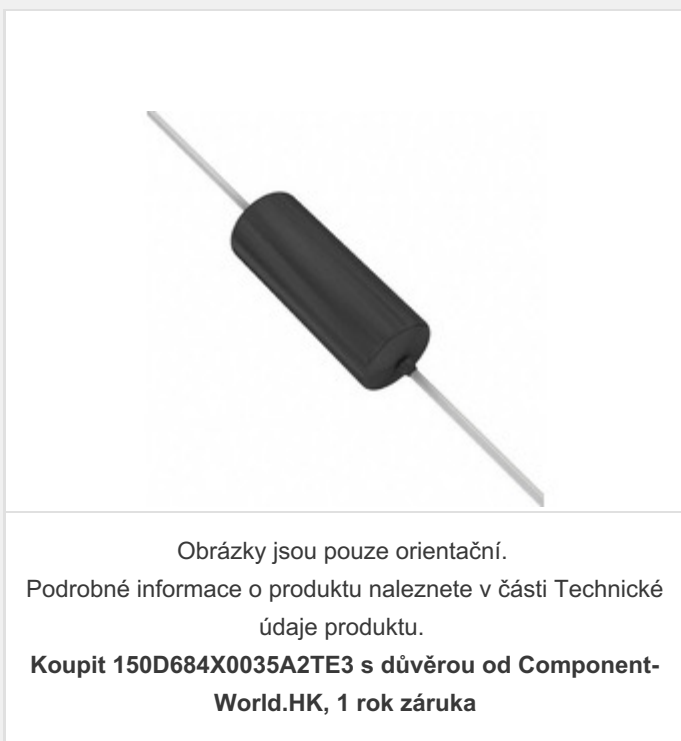 Obrázky jsou pouze orientační.
Podrobné informace o produktu naleznete v části Technické
údaje produktu.
Koupit 150D684X0035A2TE3 s důvěrou od Component-
World.HK, 1 rok záruka